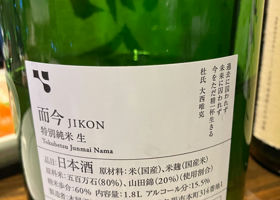 過去に囚われず
未来に囚われず
今をただ精一杯生きる
杜氏 大西唯克
而今 JIKON
特別純米 生
Tokubetsu Junmai Nama
品目:日本酒 原材料:米(国産)、米麹(国産米)
原料米:五百万石(80%)、山田錦(20%)(使用割合)
精米歩合:60% 内容量:1.8L アルコール分:15.5%